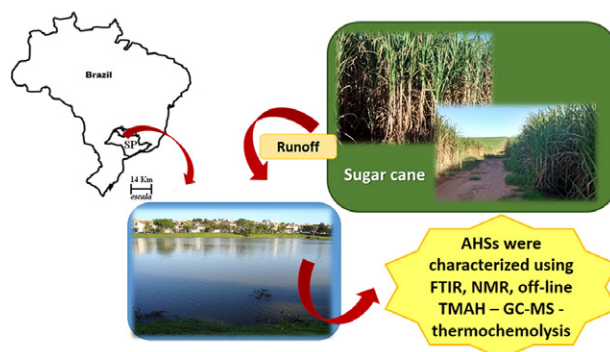 Brazil
SP
14 Km
escala
Runoff
Sugar cane
AHSs were
characterized using
FTIR, NMR, off-line
TMAH – GC-MS -
thermochemolysis